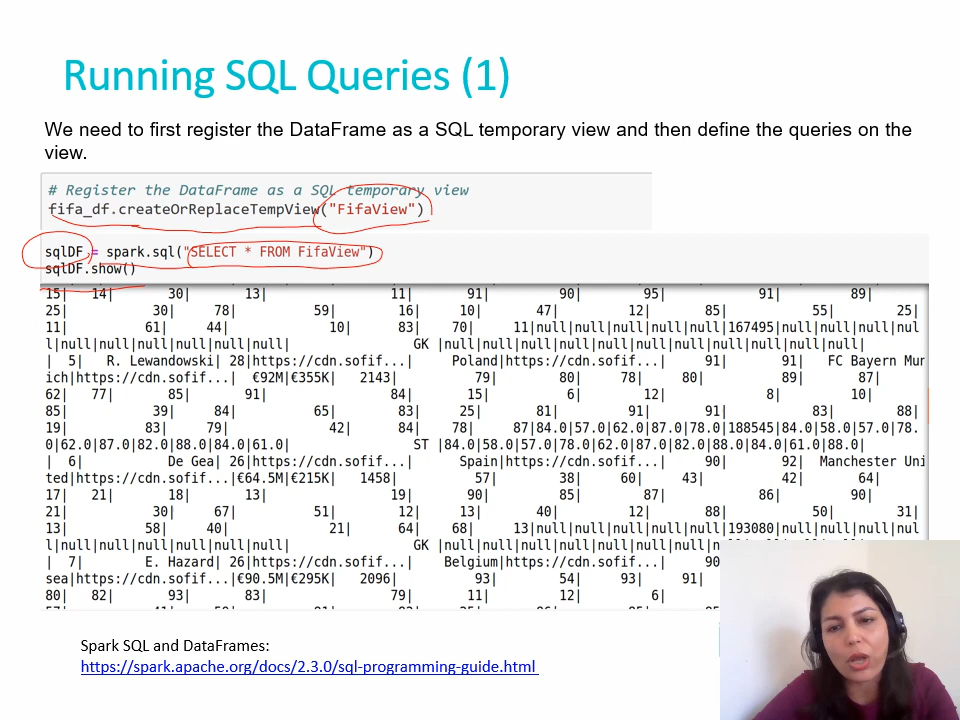 Running SQL Queries (1)
We need to first register the DataFrame as a SQL temporary view and then define the queries on the
view.
# Register the DataFrame as a SQL temporary view
fifa_df.createOrReplaceTempView("FifaView")
sqlDF = spark.sql("SELECT * FROM FifaView")
sqlDF.show()
15| 14| 30| 13| 11| 91| 90| 95| 91| 89|
25| 30| 78| 59| 16| 10| 47| 12| 85| 55| 25|
11| 61| 44| 10| 83| 70| 11|null|null|null|null|null|167495|null|null|null|nul
l|null|null|null|null|null|null| GK |null|null|null|null|null|null|null|null|null|null|
| 5| R. Lewandowski| 28|https://cdn.sofif...| Poland|https://cdn.sofif...| 91| 91| FC Bayern Mun
ich|https://cdn.sofif...| €92M|€355K| 2143| 79| 80| 78| 80| 89| 87|
62| 77| 85| 91| 84| 15| 6| 12| 8| 10|
85| 39| 84| 65| 83| 25| 81| 91| 91| 83| 88|
19| 83| 79| 42| 84| 78| 87|84.0|57.0|62.0|87.0|78.0|188545|84.0|58.0|57.0|78.
0|62.0|87.0|82.0|88.0|84.0|61.0| ST |84.0|58.0|57.0|78.0|62.0|87.0|82.0|88.0|84.0|61.0|88.0|
| 6| De Gea| 26|https://cdn.sofif...| Spain|https://cdn.sofif...| 90| 92| Manchester Uni
ted|https://cdn.sofif...|€64.5M|€215K| 1458| 57| 38| 60| 43| 42| 64|
17| 21| 18| 13| 19| 90| 85| 87| 86| 90|
21| 30| 67| 51| 12| 13| 40| 12| 88| 50| 31|
13| 58| 40| 21| 64| 68| 13|null|null|null|null|null|193080|null|null|null|nul
l|null|null|null|null|null|null| GK |null|null|null|null|null|null|null
| 7| E. Hazard| 26|https://cdn.sofif...| Belgium|https://cdn.sofif...| 90
sea|https://cdn.sofif...|€90.5M|€295K| 2096| 93| 54| 93| 91|
80| 82| 93| 83| 79| 11| 12| 6|
Spark SQL and DataFrames:
https://spark.apache.org/docs/2.3.0/sql-programming-guide.html